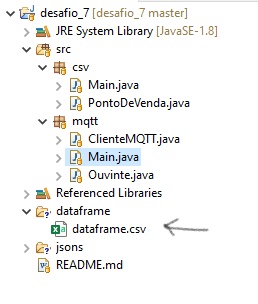 desafio_7 [desafio_7 master]
JRE System Library [JavaSE-1.8]
src
csv
Main.java
PontoDeVenda.java
mqtt
ClienteMQTT.java
Main.java
Ouvinte.java
Referenced Libraries
dataframe
dataframe.csv
jsons
README.md